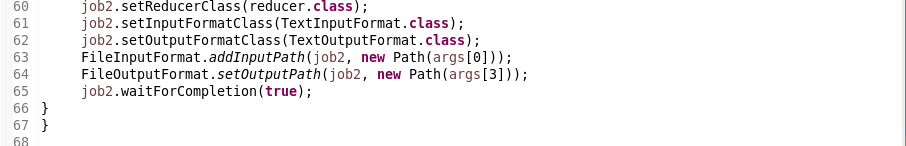 60 job2.setReducerClass(reducer.class);
61 job2.setInputFormatClass(TextInputFormat.class);
62 job2.setOutputFormatClass(TextOutputFormat.class);
63 FileInputFormat.addInputPath(job2, new Path(args[0]));
64 FileOutputFormat.setOutputPath(job2, new Path(args[3]));
65 job2.waitForCompletion(true);
66 }
67 }
68